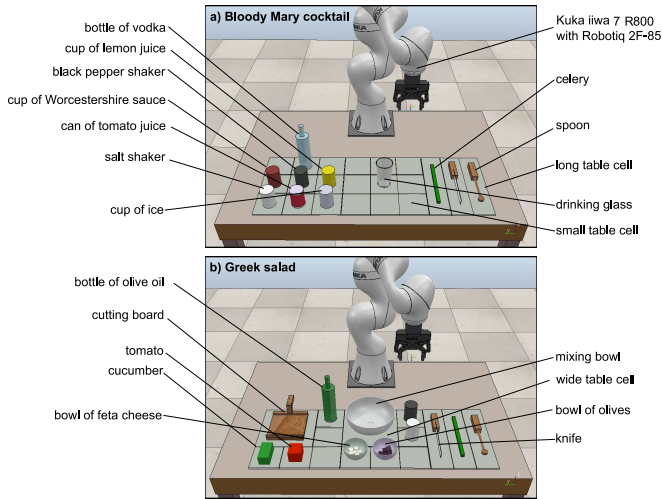 a) Bloody Mary cocktail
bottle of vodka
cup of lemon juice
black pepper shaker
cup of Worcestershire sauce
can of tomato juice
salt shaker
cup of ice
Kuka iiwa 7 R800
with Robotiq 2F-85
celery
spoon
long table cell
drinking glass
small table cell
b) Greek salad
bottle of olive oil
cutting board
tomato
cucumber
bowl of feta cheese
mixing bowl
wide table cell
bowl of olives
knife